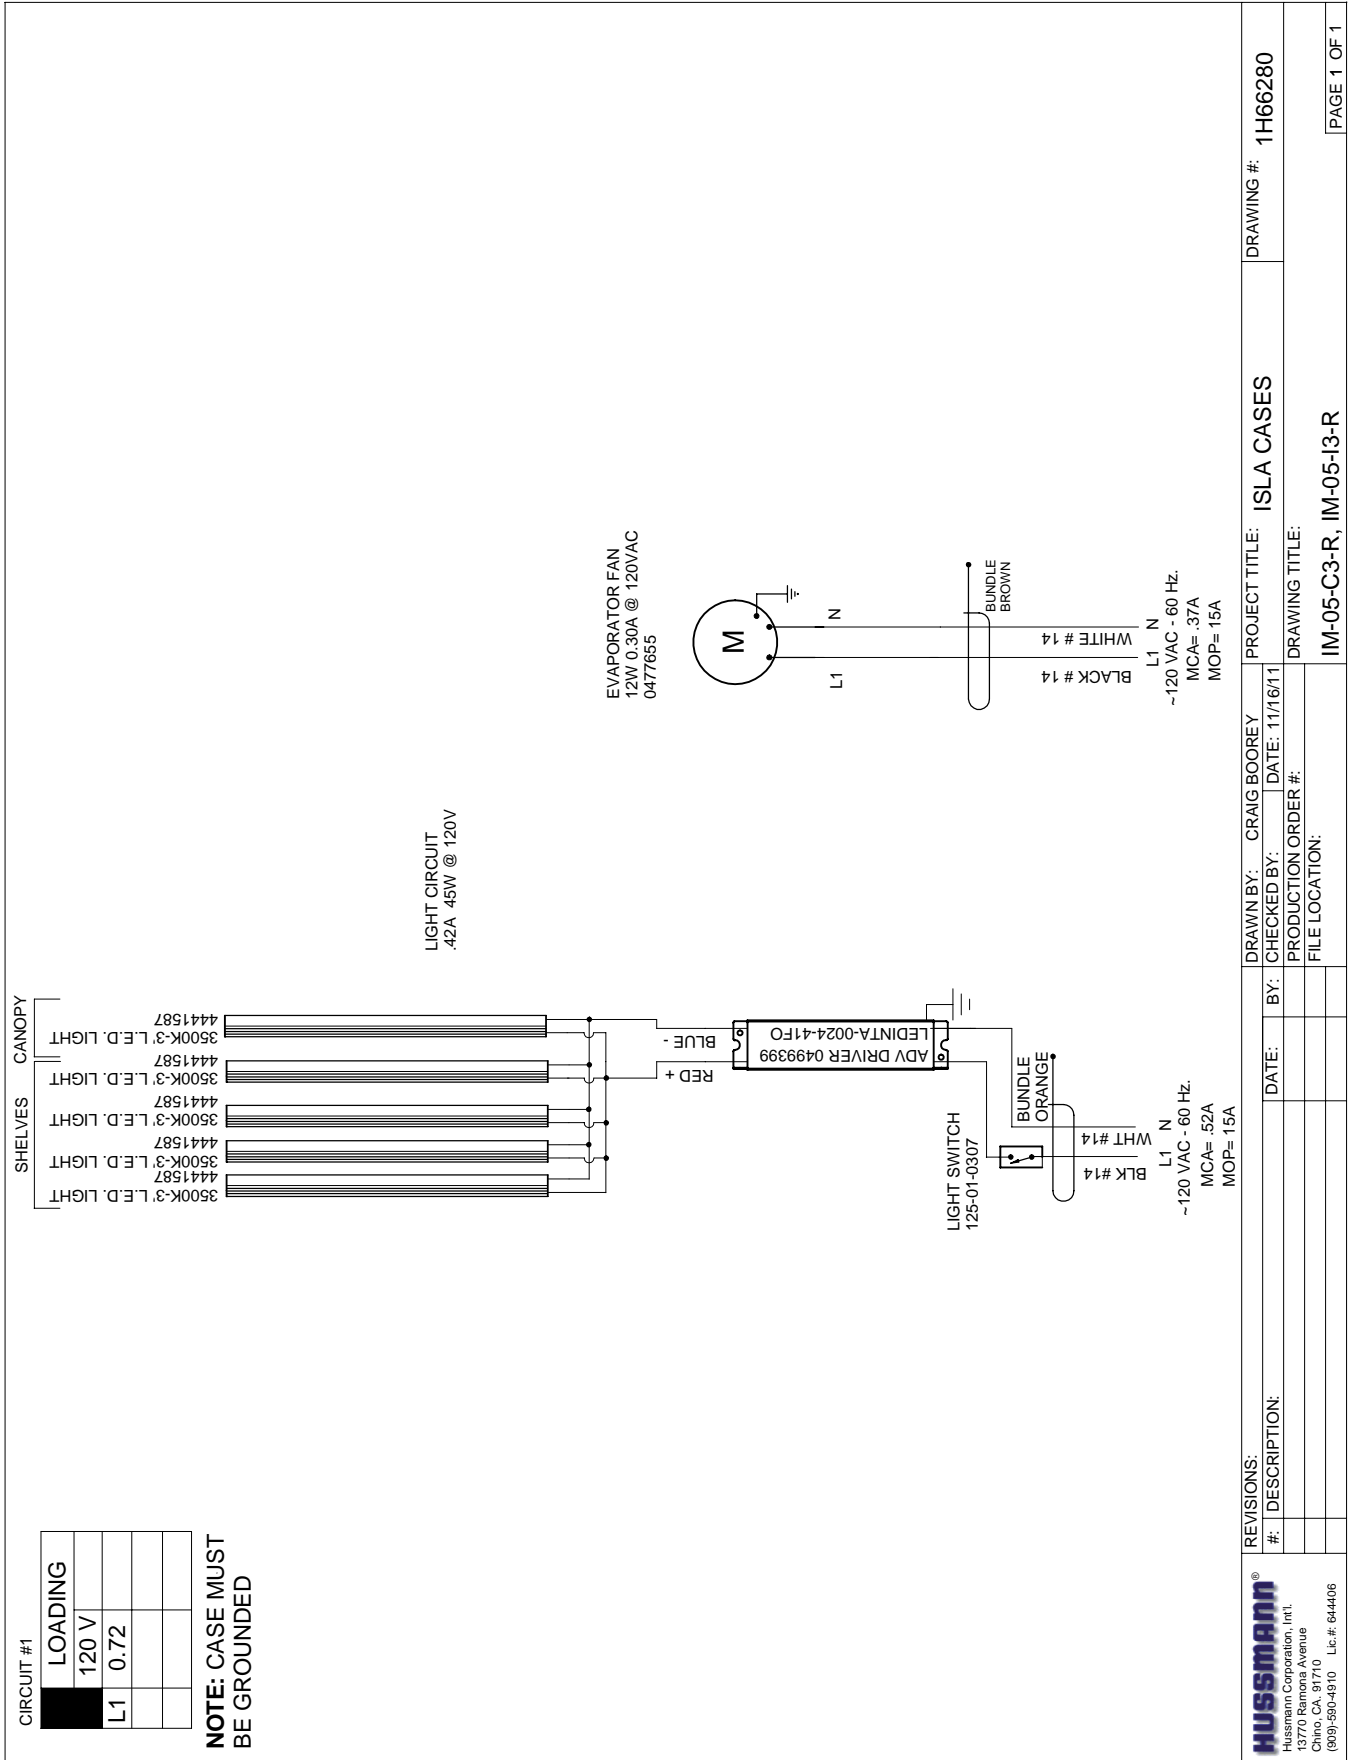 CIRCUIT #1
LOADING
120 V
L1 0.72
NOTE: CASE MUST
BE GROUNDED
SHELVES CANOPY
3500K-3' L.E.D. LIGHT
4441587
3500K-3' L.E.D. LIGHT
4441587
3500K-3' L.E.D. LIGHT
4441587
3500K-3' L.E.D. LIGHT
4441587
3500K-3' L.E.D. LIGHT
4441587
LIGHT CIRCUIT
.42A 45W @ 120V
RED +
BLUE -
ADV DRIVER 0499399
LEDINTA-0024-41FO
LIGHT SWITCH
125-01-0307
BUNDLE
ORANGE
BLK #14
WHT #14
L1 N
~120 VAC - 60 Hz.
MCA= .52A
MOP= 15A
EVAPORATOR FAN
12W 0.30A @ 120VAC
0477655
M
L1 N
BUNDLE
BROWN
BLACK # 14
WHITE # 14
L1 N
~120 VAC - 60 Hz.
MCA= .37A
MOP= 15A
HUSSMANN®
Hussmann Corporation, Int'l.
13770 Ramona Avenue
Chino, CA. 91710
(909)-590-4910 Lic.#: 644406
REVISIONS:
#: DESCRIPTION: DATE: BY:
DRAWN BY: CRAIG BOOREY
CHECKED BY: DATE: 11/16/11
PRODUCTION ORDER #:
FILE LOCATION:
PROJECT TITLE: ISLA CASES
DRAWING TITLE:
IM-05-C3-R, IM-05-I3-R
DRAWING #: 1H66280
PAGE 1 OF 1